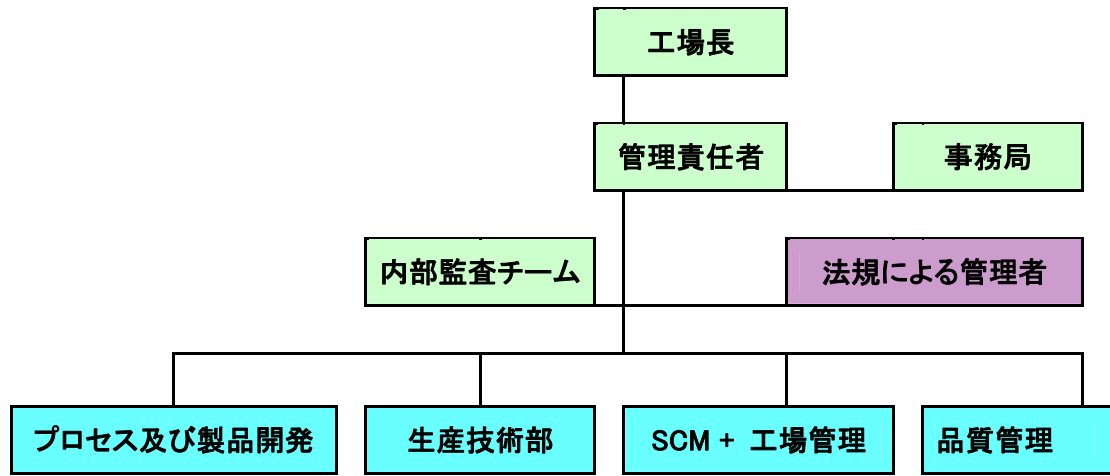 工場長
管理責任者
事務局
内部監査チーム
法規による管理者
プロセス及び製品開発
生産技術部
SCM + 工場管理
品質管理